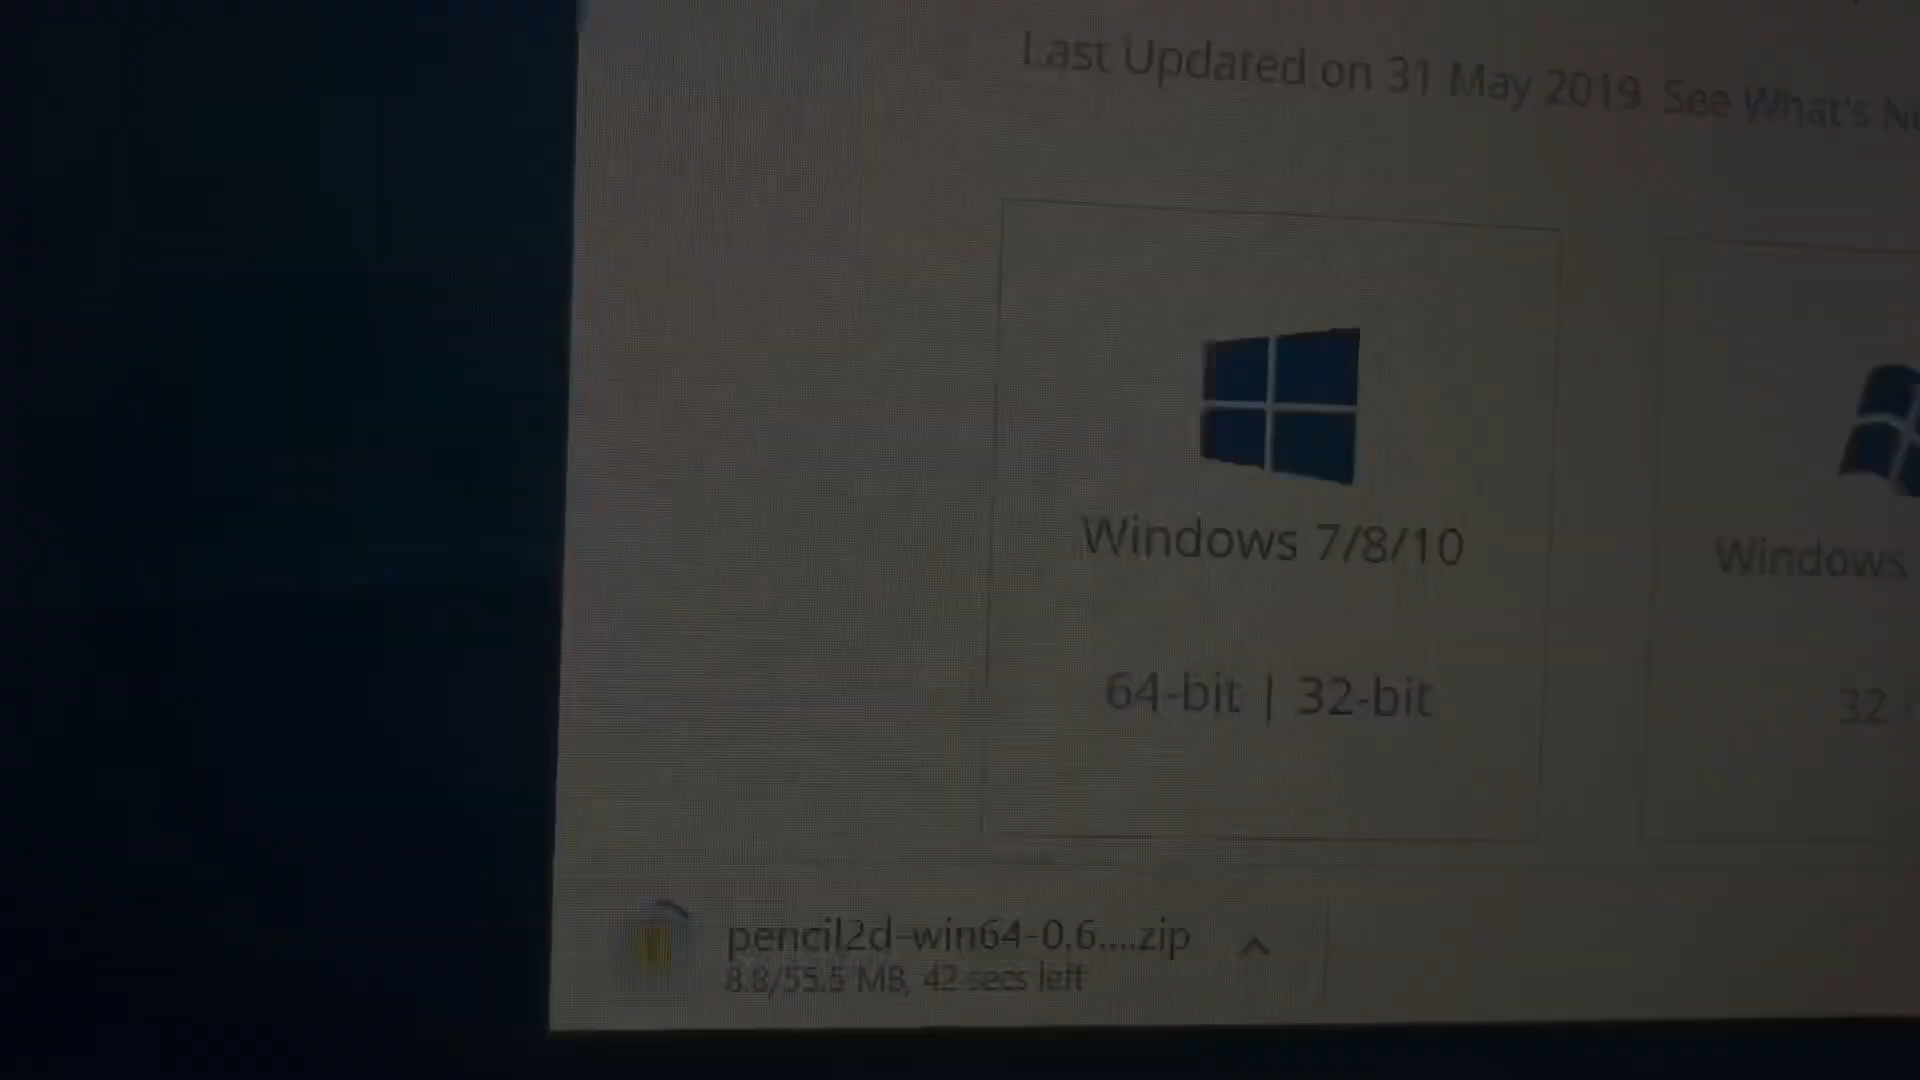 Last Updated on 31 May 2019. See What's
Windows 7/8/10
Windows
64-bit | 32-bit
32
pencil2d-win64-0.6....zip
8.8/55.5 MB, 42 secs left